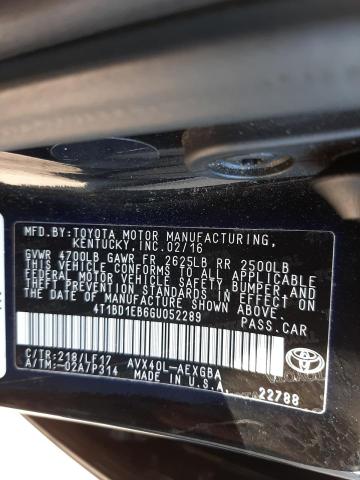 MFD.BY:TOYOTA MOTOR MANUFACTURING,
KENTUCKY,INC.02/16
GVWR 4700LB GAWR FR 2625LB RR 2500LB
THIS VEHICLE CONFORMS TO ALL APPLICABLE
FEDERAL MOTOR VEHICLE SAFETY, BUMPER,
AND THEFT PREVENTION STANDARDS IN EFFECT
ON THE DATE OF MANUFACTURE SHOWN ABOVE.
4T1BD1EB6GU052289
PASS.CAR
C/TR:218/LF17 AVX40L-AEXGBA
A/TM:-02A7P314 MADE IN U.S.A.
22788